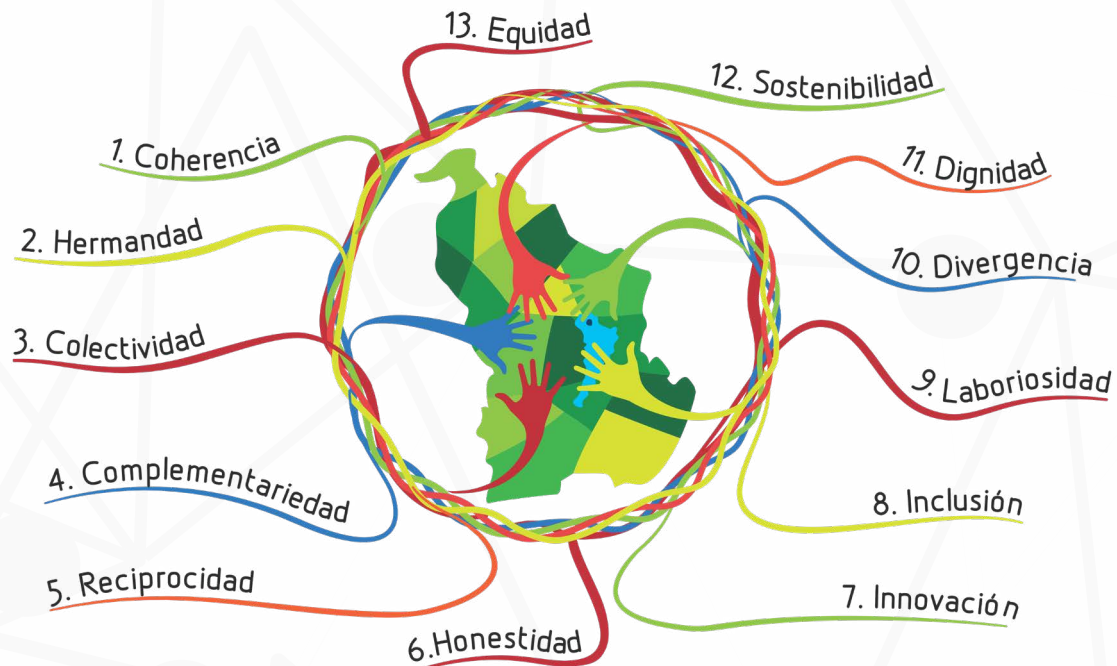 13. Equidad
12. Sostenibilidad
1. Coherencia
11. Dignidad
2. Hermandad
10. Divergencia
3. Colectividad
9. Laboriosidad
4. Complementariedad
8. Inclusión
5. Reciprocidad
7. Innovación
6.Honestidad